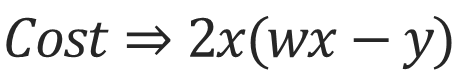 Cost ⇒ 2x(wx − y)